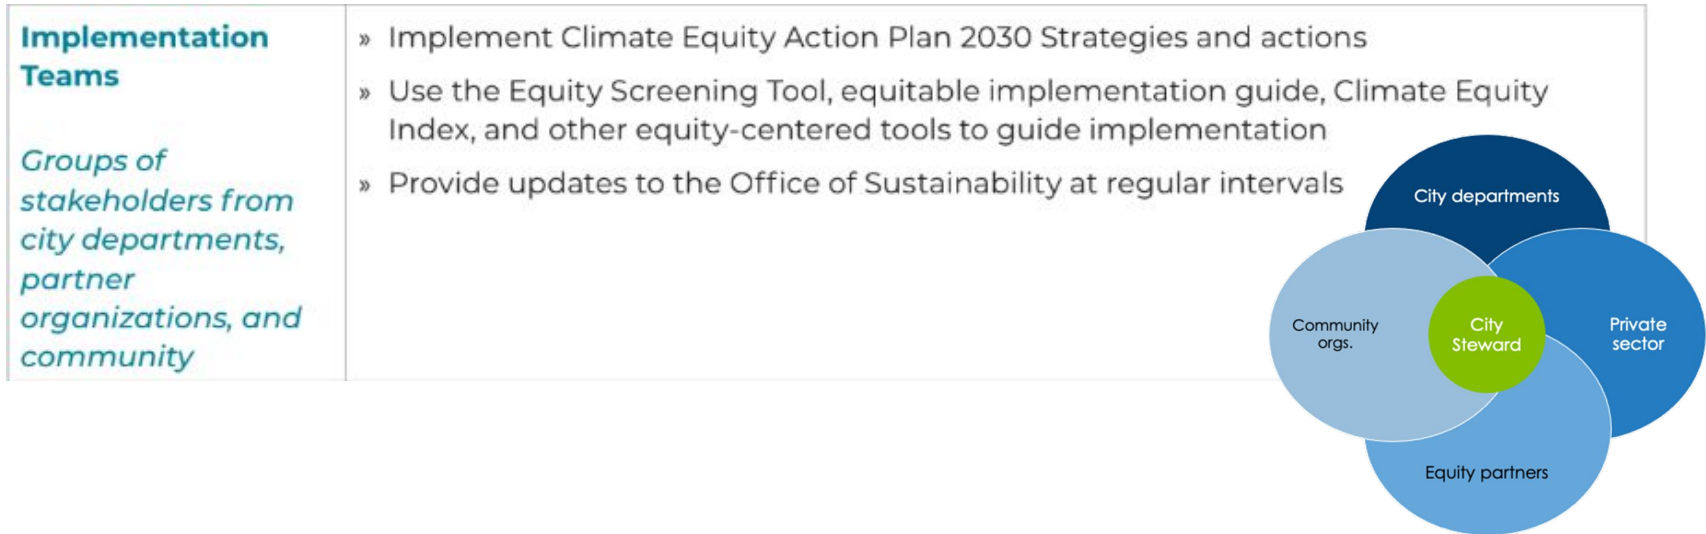 Implementation
Teams
Groups of
stakeholders from
city departments,
partner
organizations, and
community
» Implement Climate Equity Action Plan 2030 Strategies and actions
» Use the Equity Screening Tool, equitable implementation guide, Climate Equity
Index, and other equity-centered tools to guide implementation
» Provide updates to the Office of Sustainability at regular intervals
City departments
Community
orgs.
City
Steward
Private
sector
Equity partners